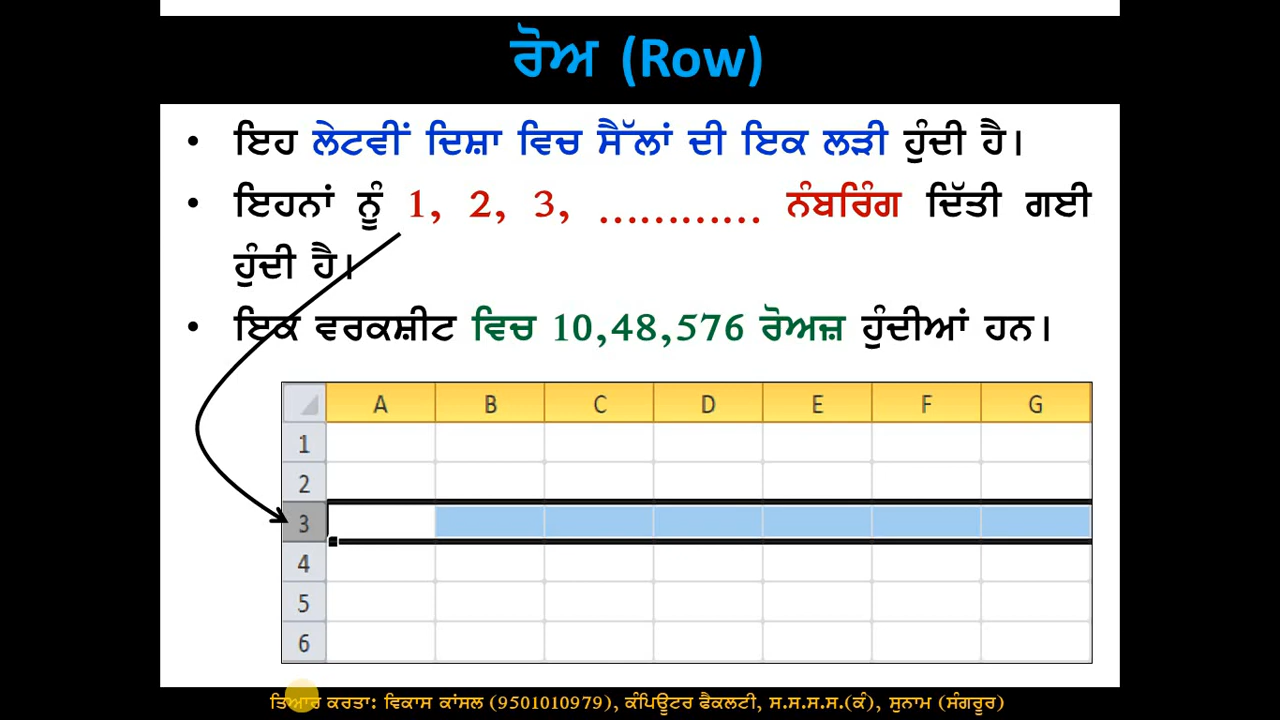 ਰੋਅ (Row)
• ਇਹ ਲੇਟਵੀਂ ਦਿਸ਼ਾ ਵਿਚ ਸੈੱਲਾਂ ਦੀ ਇਕ ਲੜੀ ਹੁੰਦੀ ਹੈ।
• ਇਹਨਾਂ ਨੂੰ 1, 2, 3, ............ ਨੰਬਰਿੰਗ ਦਿੱਤੀ ਗਈ
ਹੁੰਦੀ ਹੈ।
• ਇਕ ਵਰਕਸ਼ੀਟ ਵਿਚ 10,48,576 ਰੋਅਜ਼ ਹੁੰਦੀਆਂ ਹਨ।
A B C D E F G
1
2
3
4
5
6
ਤਿਆਰ ਕਰਤਾ: ਵਿਕਾਸ ਕਾਂਸਲ (9501010979), ਕੰਪਿਊਟਰ ਫੈਕਲਟੀ, ਸ.ਸ.ਸ.ਸ.(ਕੰ), ਸੁਨਾਮ (ਸੰਗਰੂਰ)